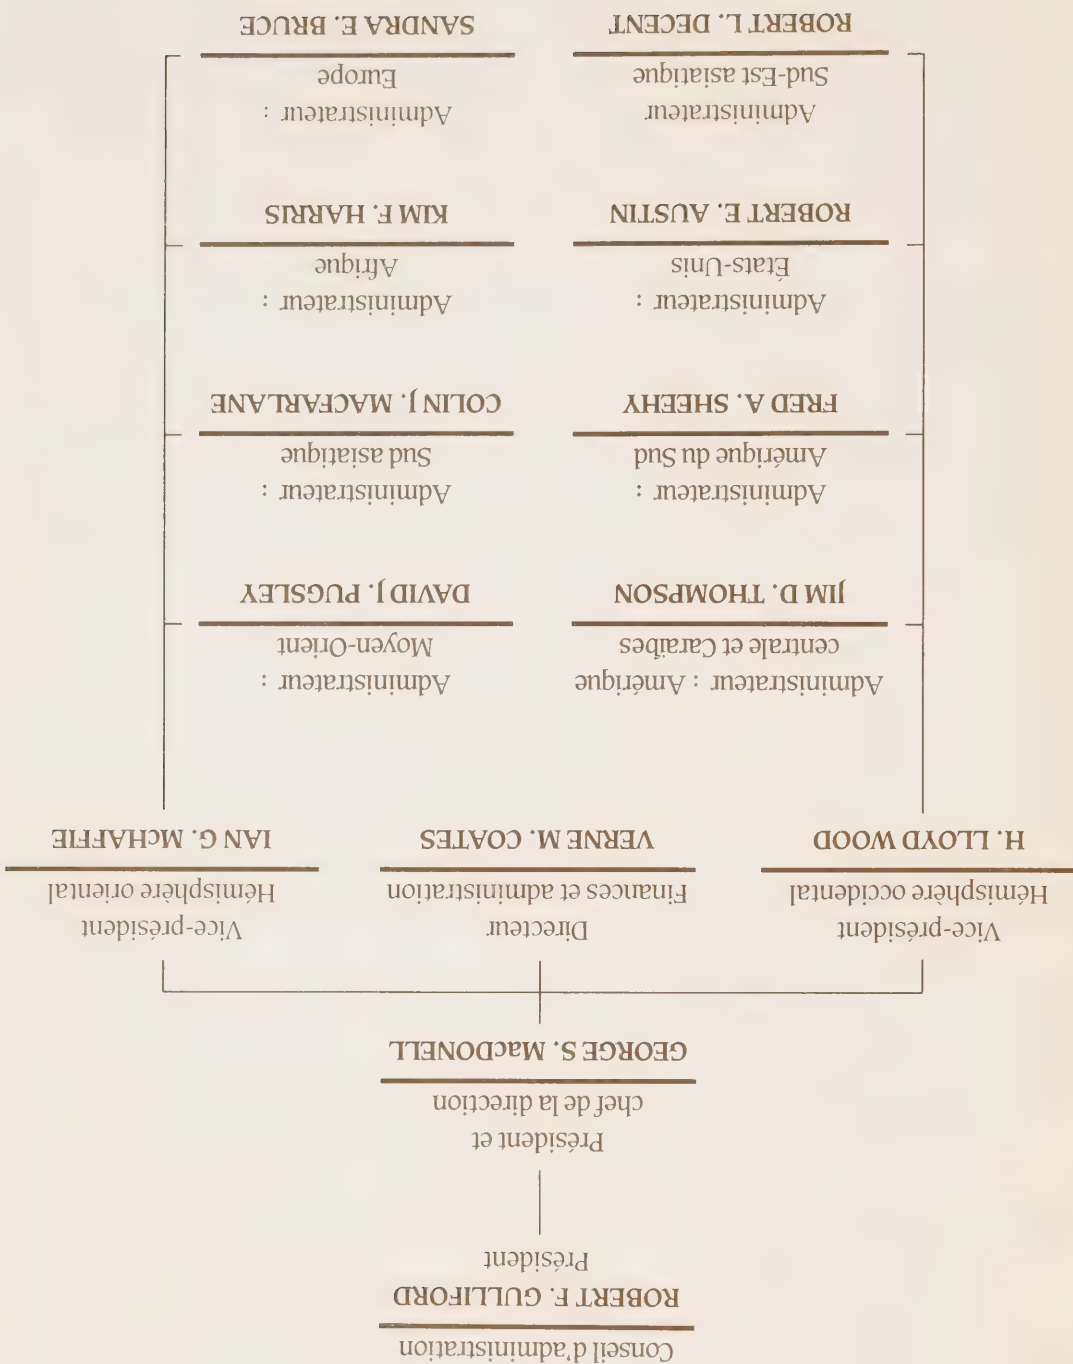 Conseil d'administration
ROBERT F. GULLIFORD
Président
Président et
chef de la direction
GEORGE S. MacDONELL
Vice-président
Hémisphère occidental
H. LLOYD WOOD
Directeur
Finances et administration
VERNE M. COATES
Vice-président
Hémisphère oriental
IAN G. McHAFFIE
Administrateur : Amérique
centrale et Caraïbes
JIM D. THOMPSON
Administrateur :
Moyen-Orient
DAVID J. PUGSLEY
Administrateur :
Amérique du Sud
FRED A. SHEEHY
Administrateur :
Sud asiatique
COLIN J. MACFARLANE
Administrateur :
États-Unis
ROBERT E. AUSTIN
Administrateur :
Afrique
KIM F. HARRIS
Administrateur
Sud-Est asiatique
ROBERT L. DECENT
Administrateur :
Europe
SANDRA E. BRUCE